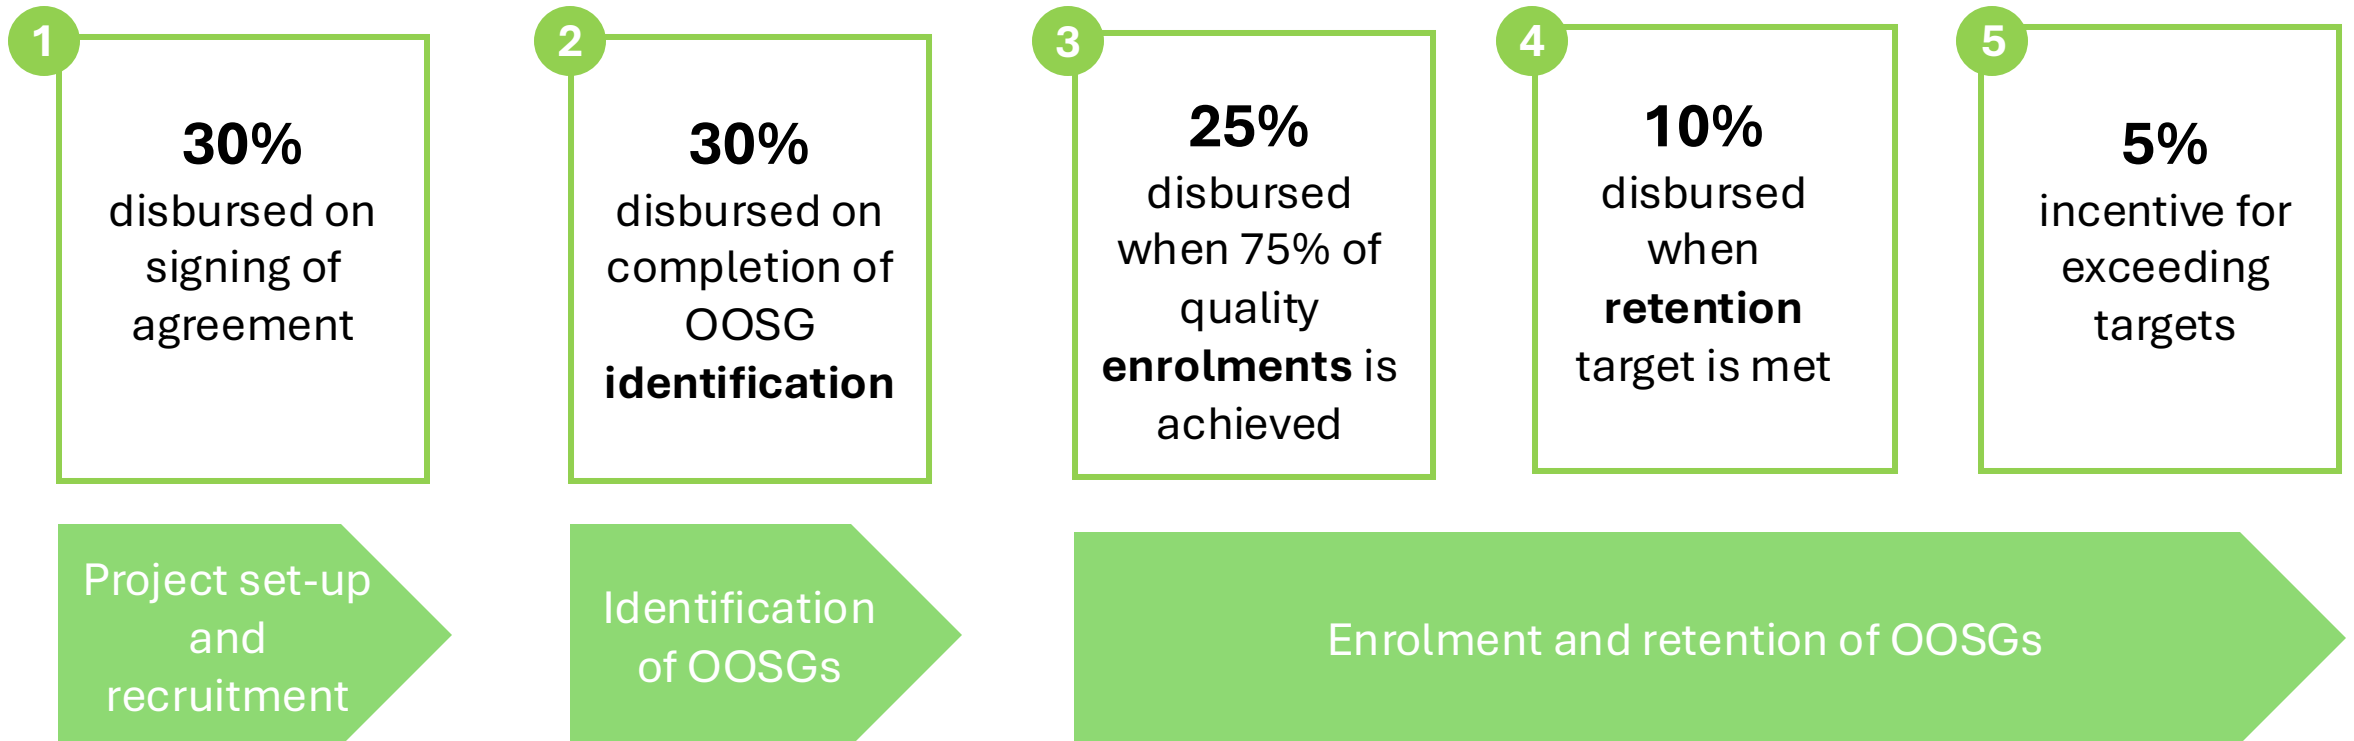 1
30%
disbursed on
signing of
agreement
2
30%
disbursed on
completion of
OOSG
identification
3
25%
disbursed
when 75% of
quality
enrolments is
achieved
4
10%
disbursed
when
retention
target is met
5
5%
incentive for
exceeding
targets
Project set-up
and
recruitment
Identification
of OOSGs
Enrolment and retention of OOSGs